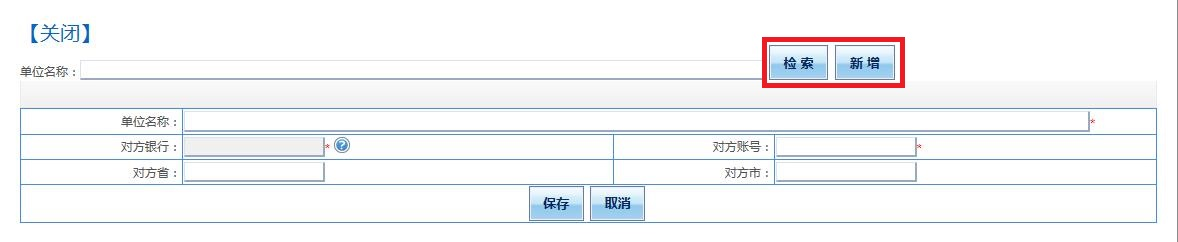 【关闭】
单位名称： 检 索 新 增
单位名称： *
对方银行： * ? 对方账号： *
对方省： 对方市：
保存 取消